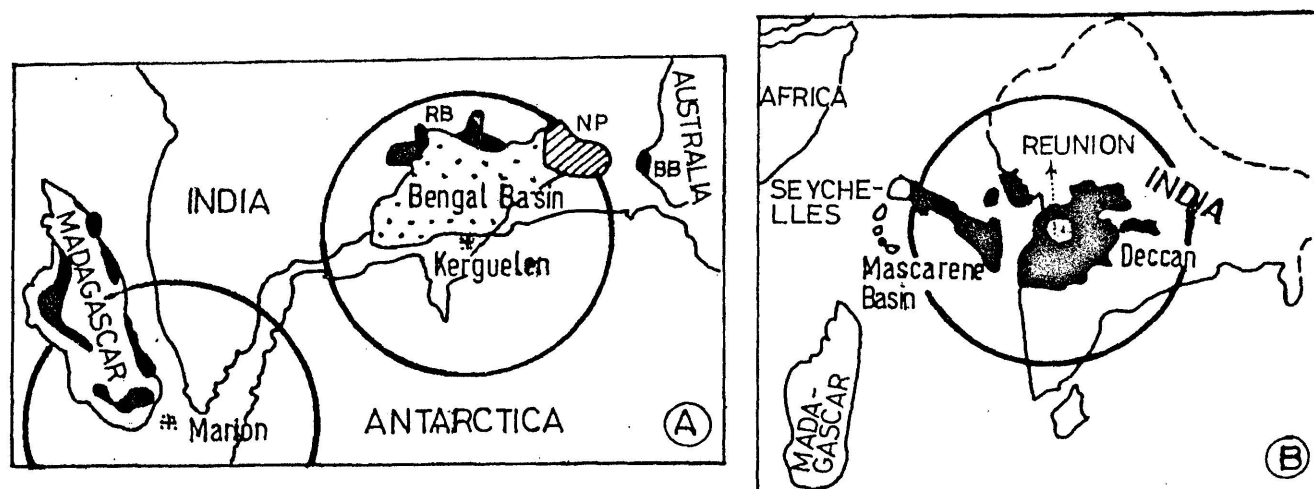 RB
NP
AUSTRALIA
BB
INDIA
Bengal Basin
MADAGASCAR
Kerguelen
Marion
ANTARCTICA
A
AFRICA
REUNION
SEYCHE-
LLES
INDIA
Mascarene
Basin
Deccan
MADA-
GASCAR
B